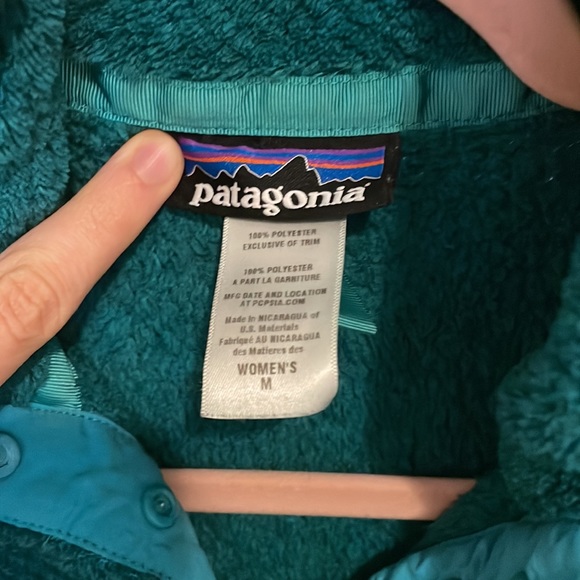 patagonia
100% POLYESTER
EXCLUSIVE OF TRIM
100% POLYESTER
A PART LA GARNITURE
MFG DATE AND LOCATION
AT PCPSIA.COM
Made in NICARAGUA of
U.S. Materials
Fabriqué AU NICARAGUA
des Matieres des
WOMEN'S
M